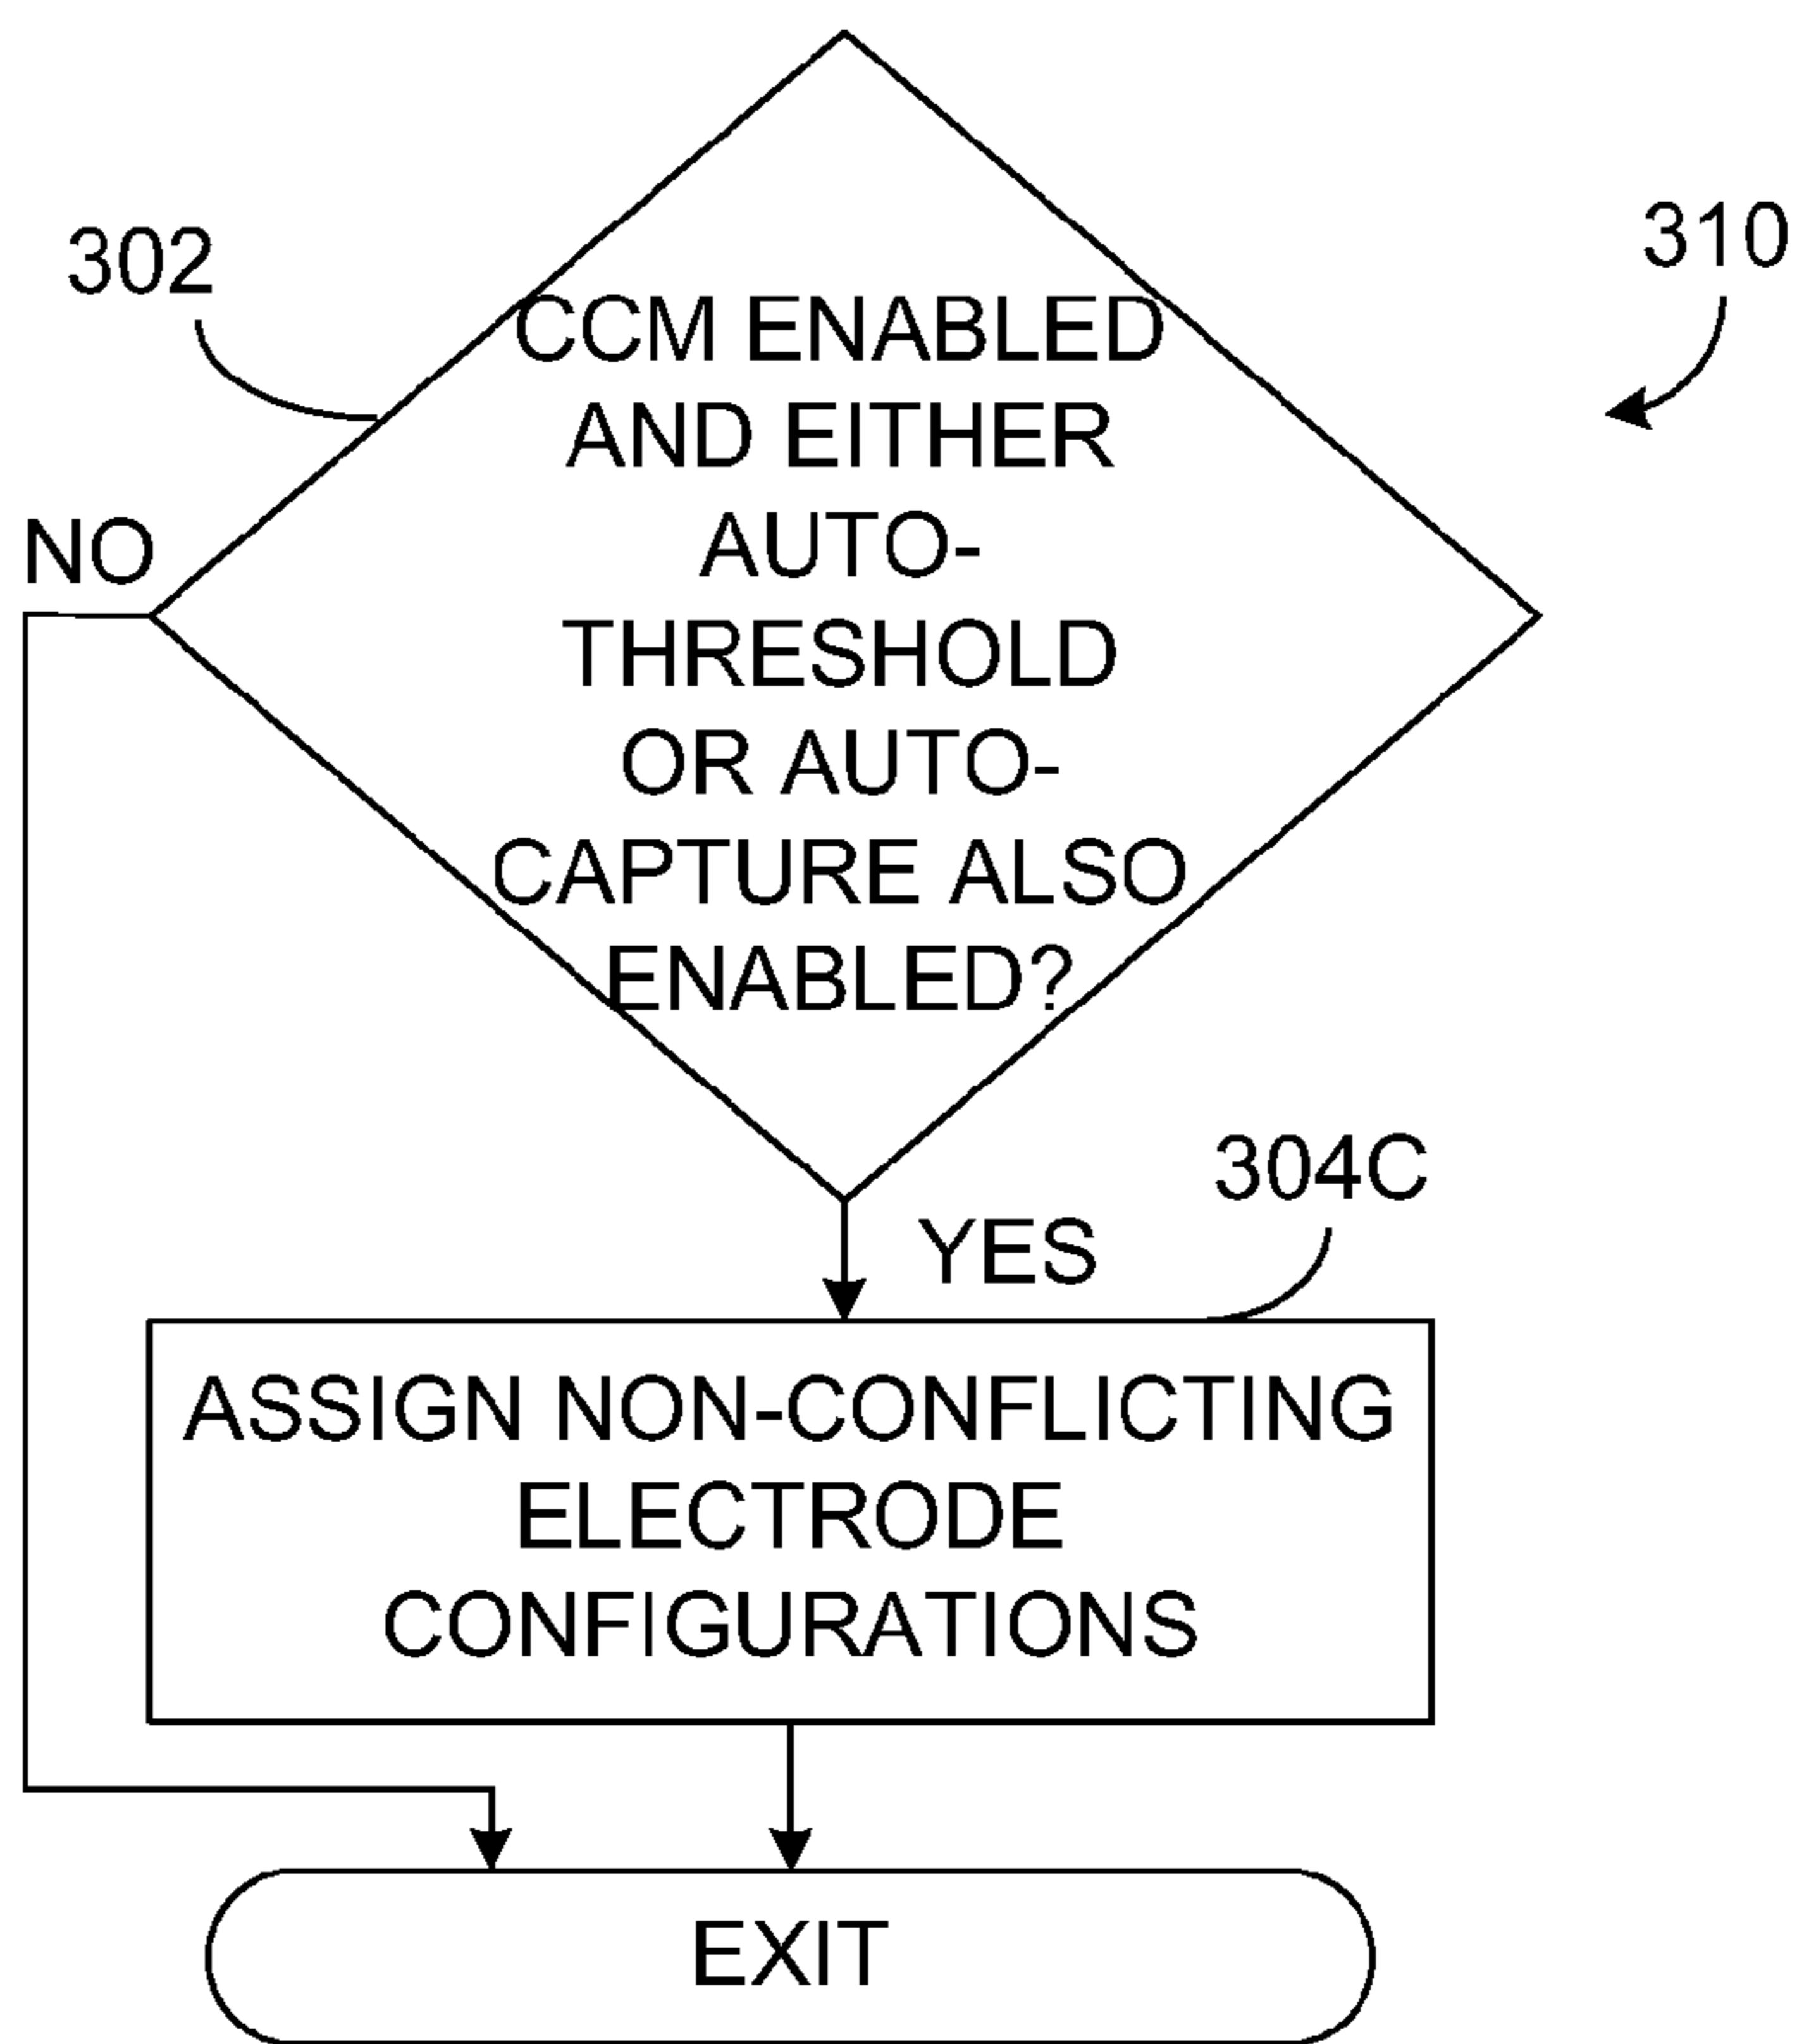 302
310
CCM ENABLED
AND EITHER
AUTO-
THRESHOLD
OR AUTO-
CAPTURE ALSO
ENABLED?
NO
304C
YES
ASSIGN NON-CONFLICTING
ELECTRODE
CONFIGURATIONS
EXIT